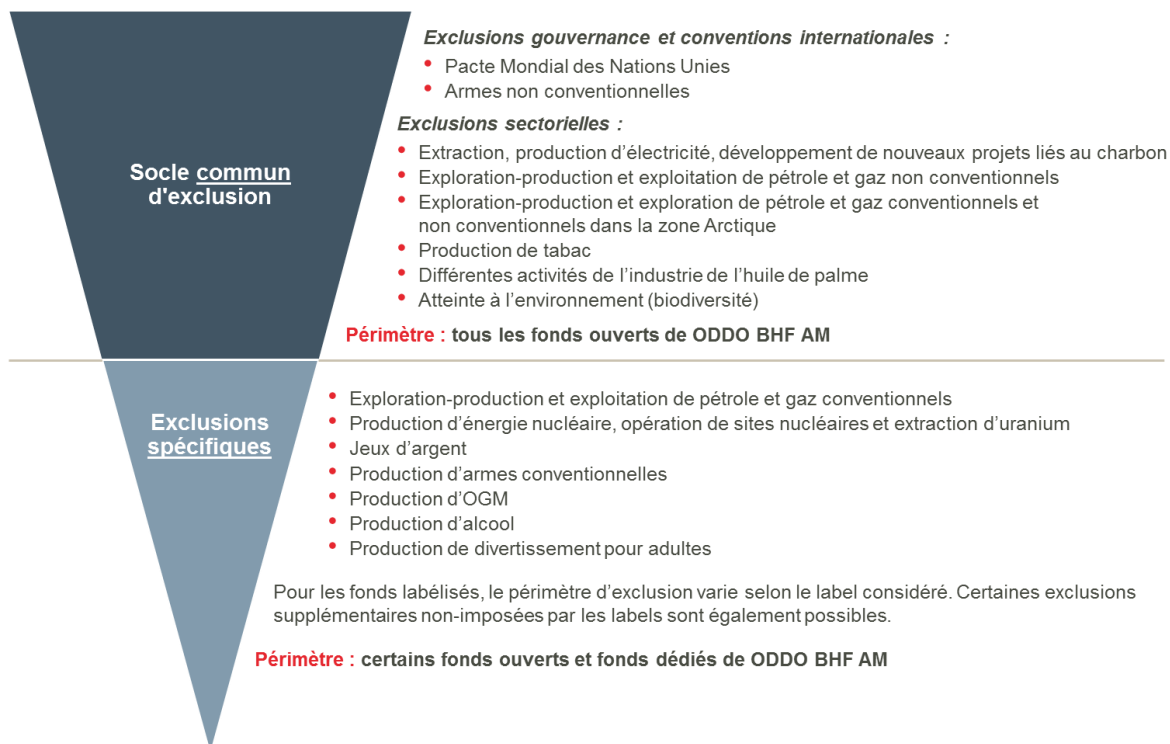 Exclusions gouvernance et conventions internationales :
• Pacte Mondial des Nations Unies
• Armes non conventionnelles
Exclusions sectorielles :
• Extraction, production d'électricité, développement de nouveaux projets liés au charbon
• Exploration-production et exploitation de pétrole et gaz non conventionnels
• Exploration-production et exploration de pétrole et gaz conventionnels et
non conventionnels dans la zone Arctique
• Production de tabac
• Différentes activités de l'industrie de l'huile de palme
• Atteinte à l'environnement (biodiversité)
Socle commun
d'exclusion
Périmètre : tous les fonds ouverts de ODDO BHF AM
Exclusions
spécifiques
• Exploration-production et exploitation de pétrole et gaz conventionnels
• Production d'énergie nucléaire, opération de sites nucléaires et extraction d'uranium
• Jeux d'argent
• Production d'armes conventionnelles
• Production d'OGM
• Production d'alcool
• Production de divertissement pour adultes
Pour les fonds labélisés, le périmètre d'exclusion varie selon le label considéré. Certaines exclusions
supplémentaires non-imposées par les labels sont également possibles.
Périmètre : certains fonds ouverts et fonds dédiés de ODDO BHF AM